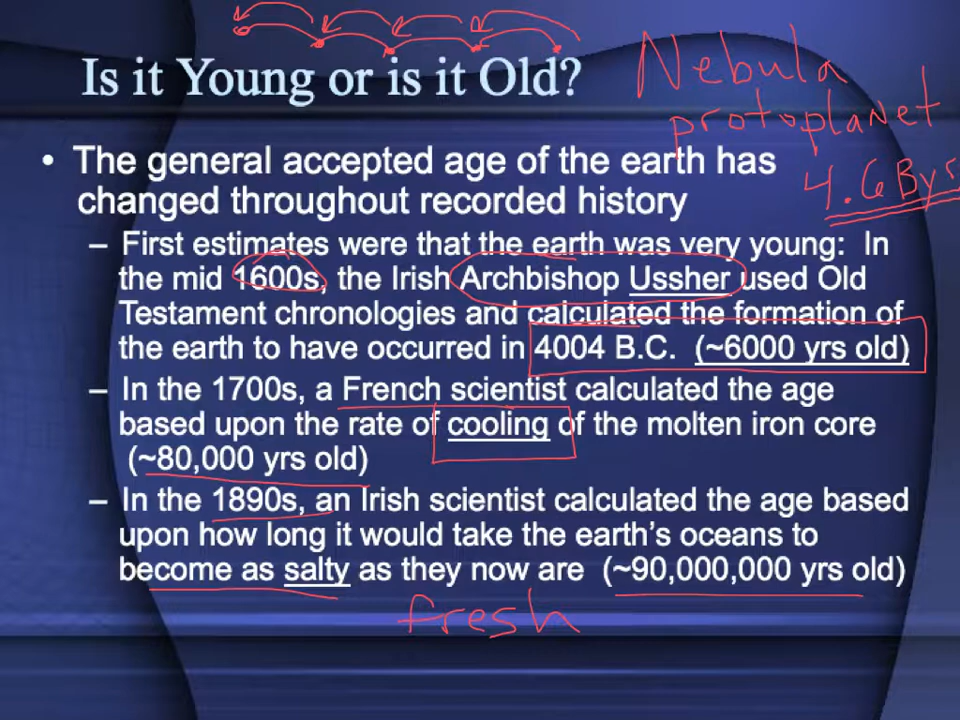 Is it Young or is it Old?
Nebula
protoplanet
4.6 Byrs
• The general accepted age of the earth has
changed throughout recorded history
– First estimates were that the earth was very young: In
the mid 1600s, the Irish Archbishop Ussher used Old
Testament chronologies and calculated the formation of
the earth to have occurred in 4004 B.C. (~6000 yrs old)
– In the 1700s, a French scientist calculated the age
based upon the rate of cooling of the molten iron core
(~80,000 yrs old)
– In the 1890s, an Irish scientist calculated the age based
upon how long it would take the earth's oceans to
become as salty as they now are (~90,000,000 yrs old)
fresh